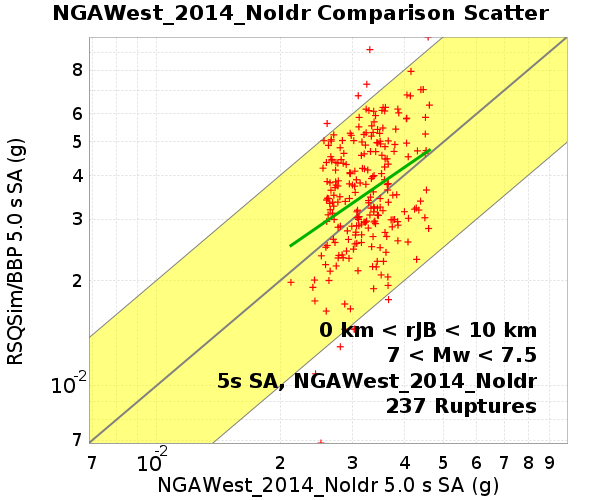 NGAWest_2014_NoIdr Comparison Scatter
RSQSim/BBP 5.0 s SA (g)
8
6
5
4
3
2
10^-2
7
0 km < rJB < 10 km
7 < Mw < 7.5
5s SA, NGAWest_2014_NoIdr
237 Ruptures
7 10^-2 2 3 4 5 6 7 8 9
NGAWest_2014_NoIdr 5.0 s SA (g)